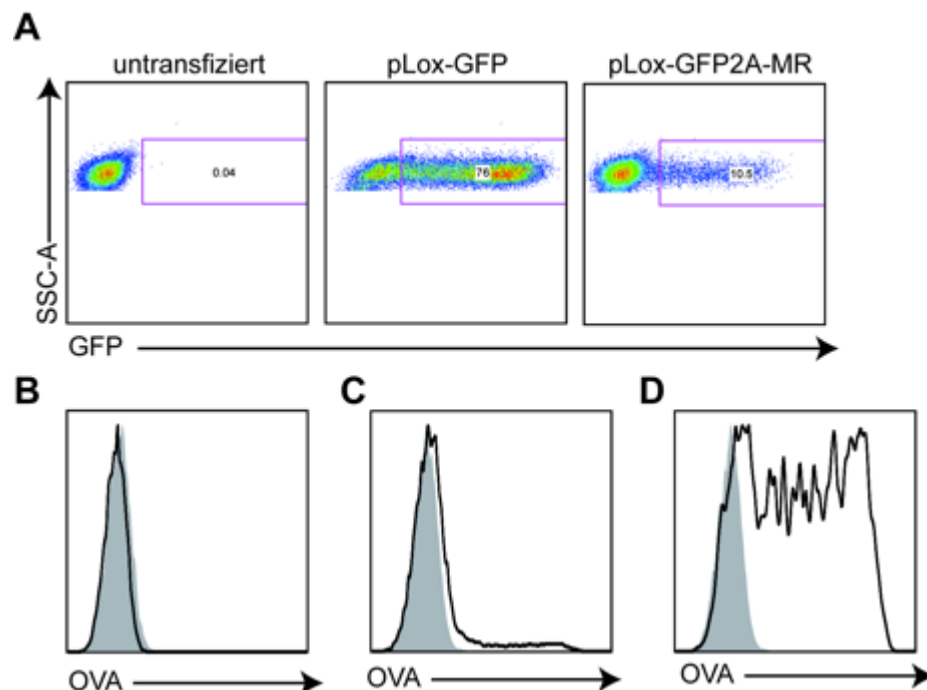 A
untransfiziert pLox-GFP pLox-GFP2A-MR
SSC-A
0.04 76 10.5
GFP
B C D
OVA OVA OVA